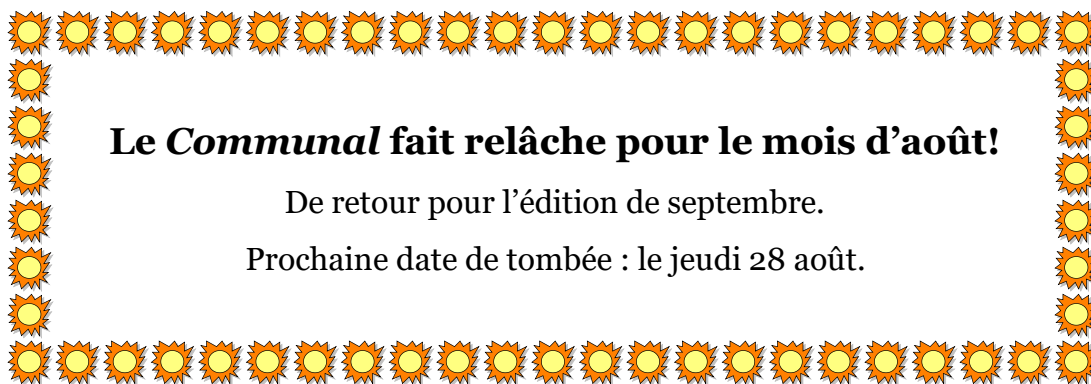 Le Communal fait relâche pour le mois d’août!
De retour pour l’édition de septembre.
Prochaine date de tombée : le jeudi 28 août.